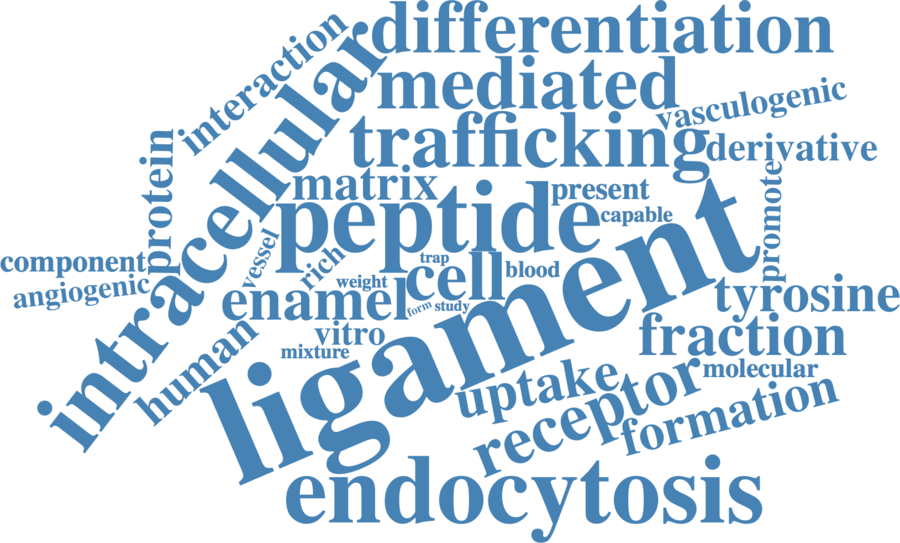 differentiation
interaction
mediated
intracellular
vasculogenic
trafficking
derivative
protein
matrix
peptide
present
promote
capable
ligament
component
vessel
rich
trap
cell
blood
angiogenic
weight
enamel
form
study
tyrosine
human
vitro
fraction
mixture
uptake
molecular
receptor
formation
endocytosis